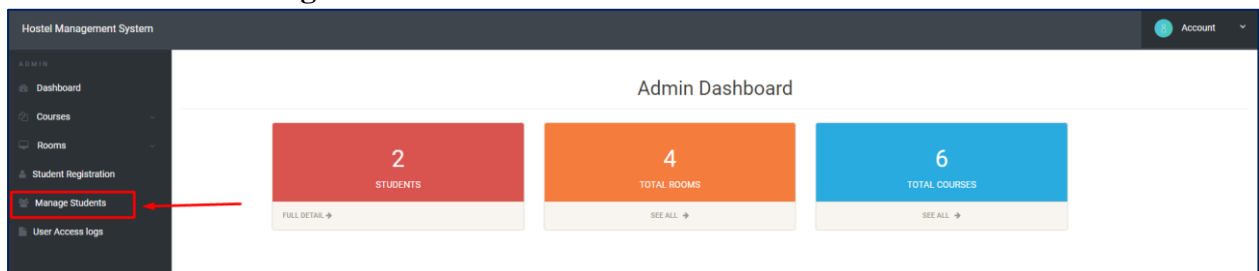 Hostel Management System
Account
ADMIN
Dashboard
Courses
Rooms
Student Registration
Manage Students
User Access logs
Admin Dashboard
2
STUDENTS
FULL DETAIL
4
TOTAL ROOMS
SEE ALL
6
TOTAL COURSES
SEE ALL